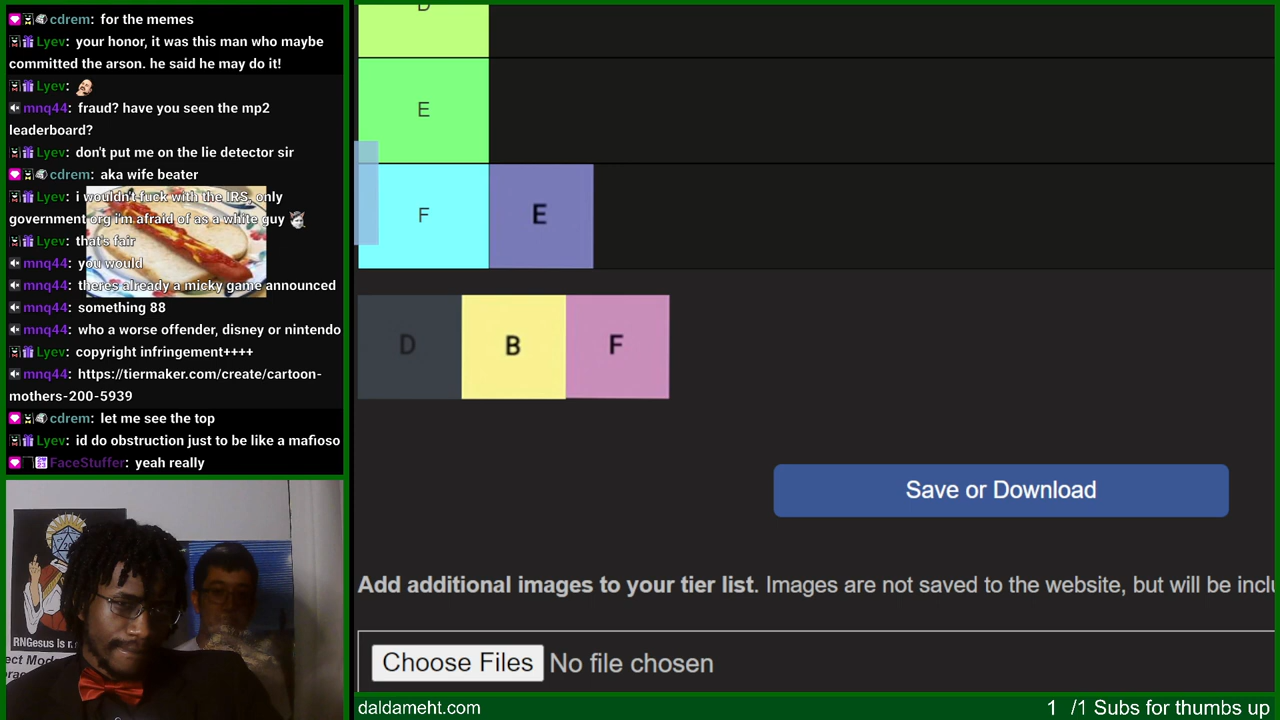 cdrem: for the memes
Lyev: your honor, it was this man who maybe
committed the arson. he said he may do it!
Lyev:
mnq44: fraud? have you seen the mp2
leaderboard?
Lyev: don't put me on the lie detector sir
cdrem: aka wife beater
Lyev: i wouldn't fuck with the IRS, only
government org i'm afraid of as a white guy
Lyev: that's fair
mnq44: you would
mnq44: theres already a micky game announced
mnq44: something 88
mnq44: who a worse offender, disney or nintendo
Lyev: copyright infringement++++
mnq44: https://tiermaker.com/create/cartoon-
mothers-200-5939
cdrem: let me see the top
Lyev: id do obstruction just to be like a mafioso
FaceStuffer: yeah really
RNGesus is
D
E
F
E
D
B
F
Save or Download
Add additional images to your tier list. Images are not saved to the website, but will be inclu
Choose Files No file chosen
daldameht.com
1 /1 Subs for thumbs up